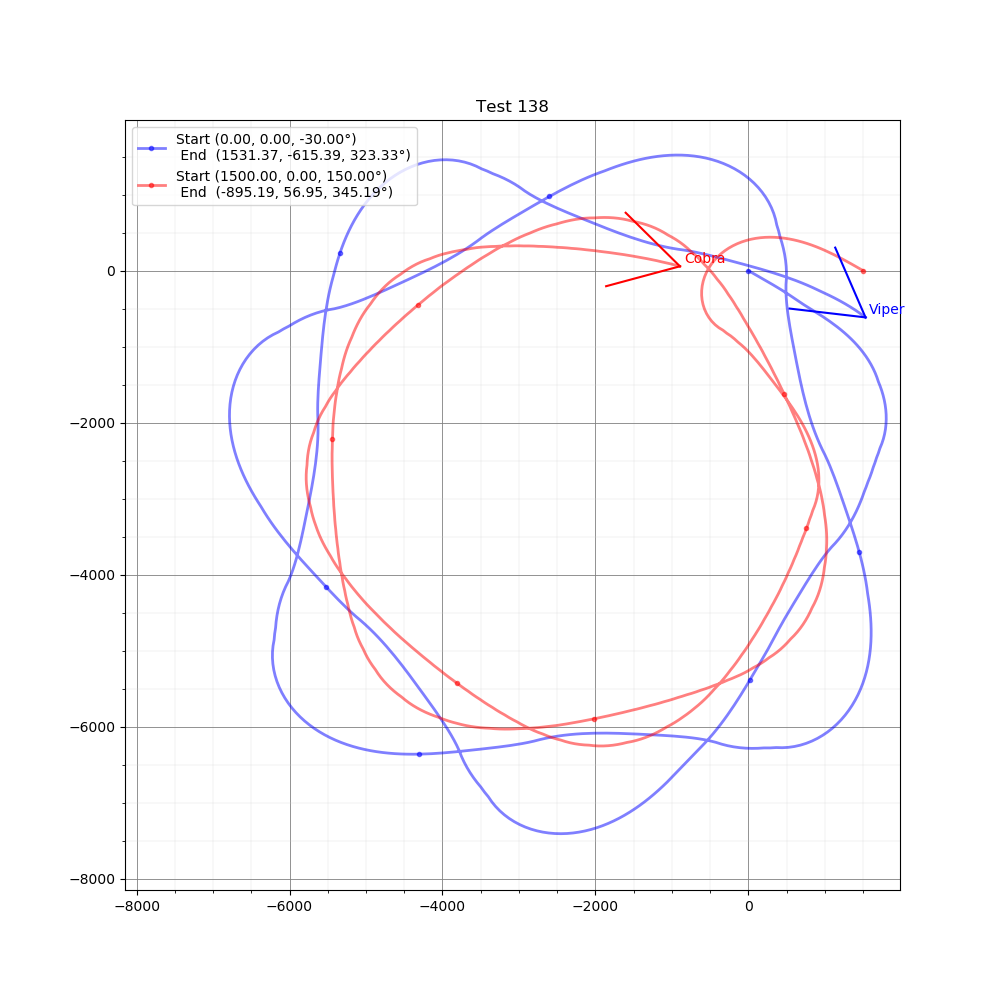 Test 138
Start (0.00, 0.00, -30.00°)
End (1531.37, -615.39, 323.33°)
Start (1500.00, 0.00, 150.00°)
End (-895.19, 56.95, 345.19°)
Cobra
Viper
0
−2000
−4000
−6000
−8000
−8000 −6000 −4000 −2000 0